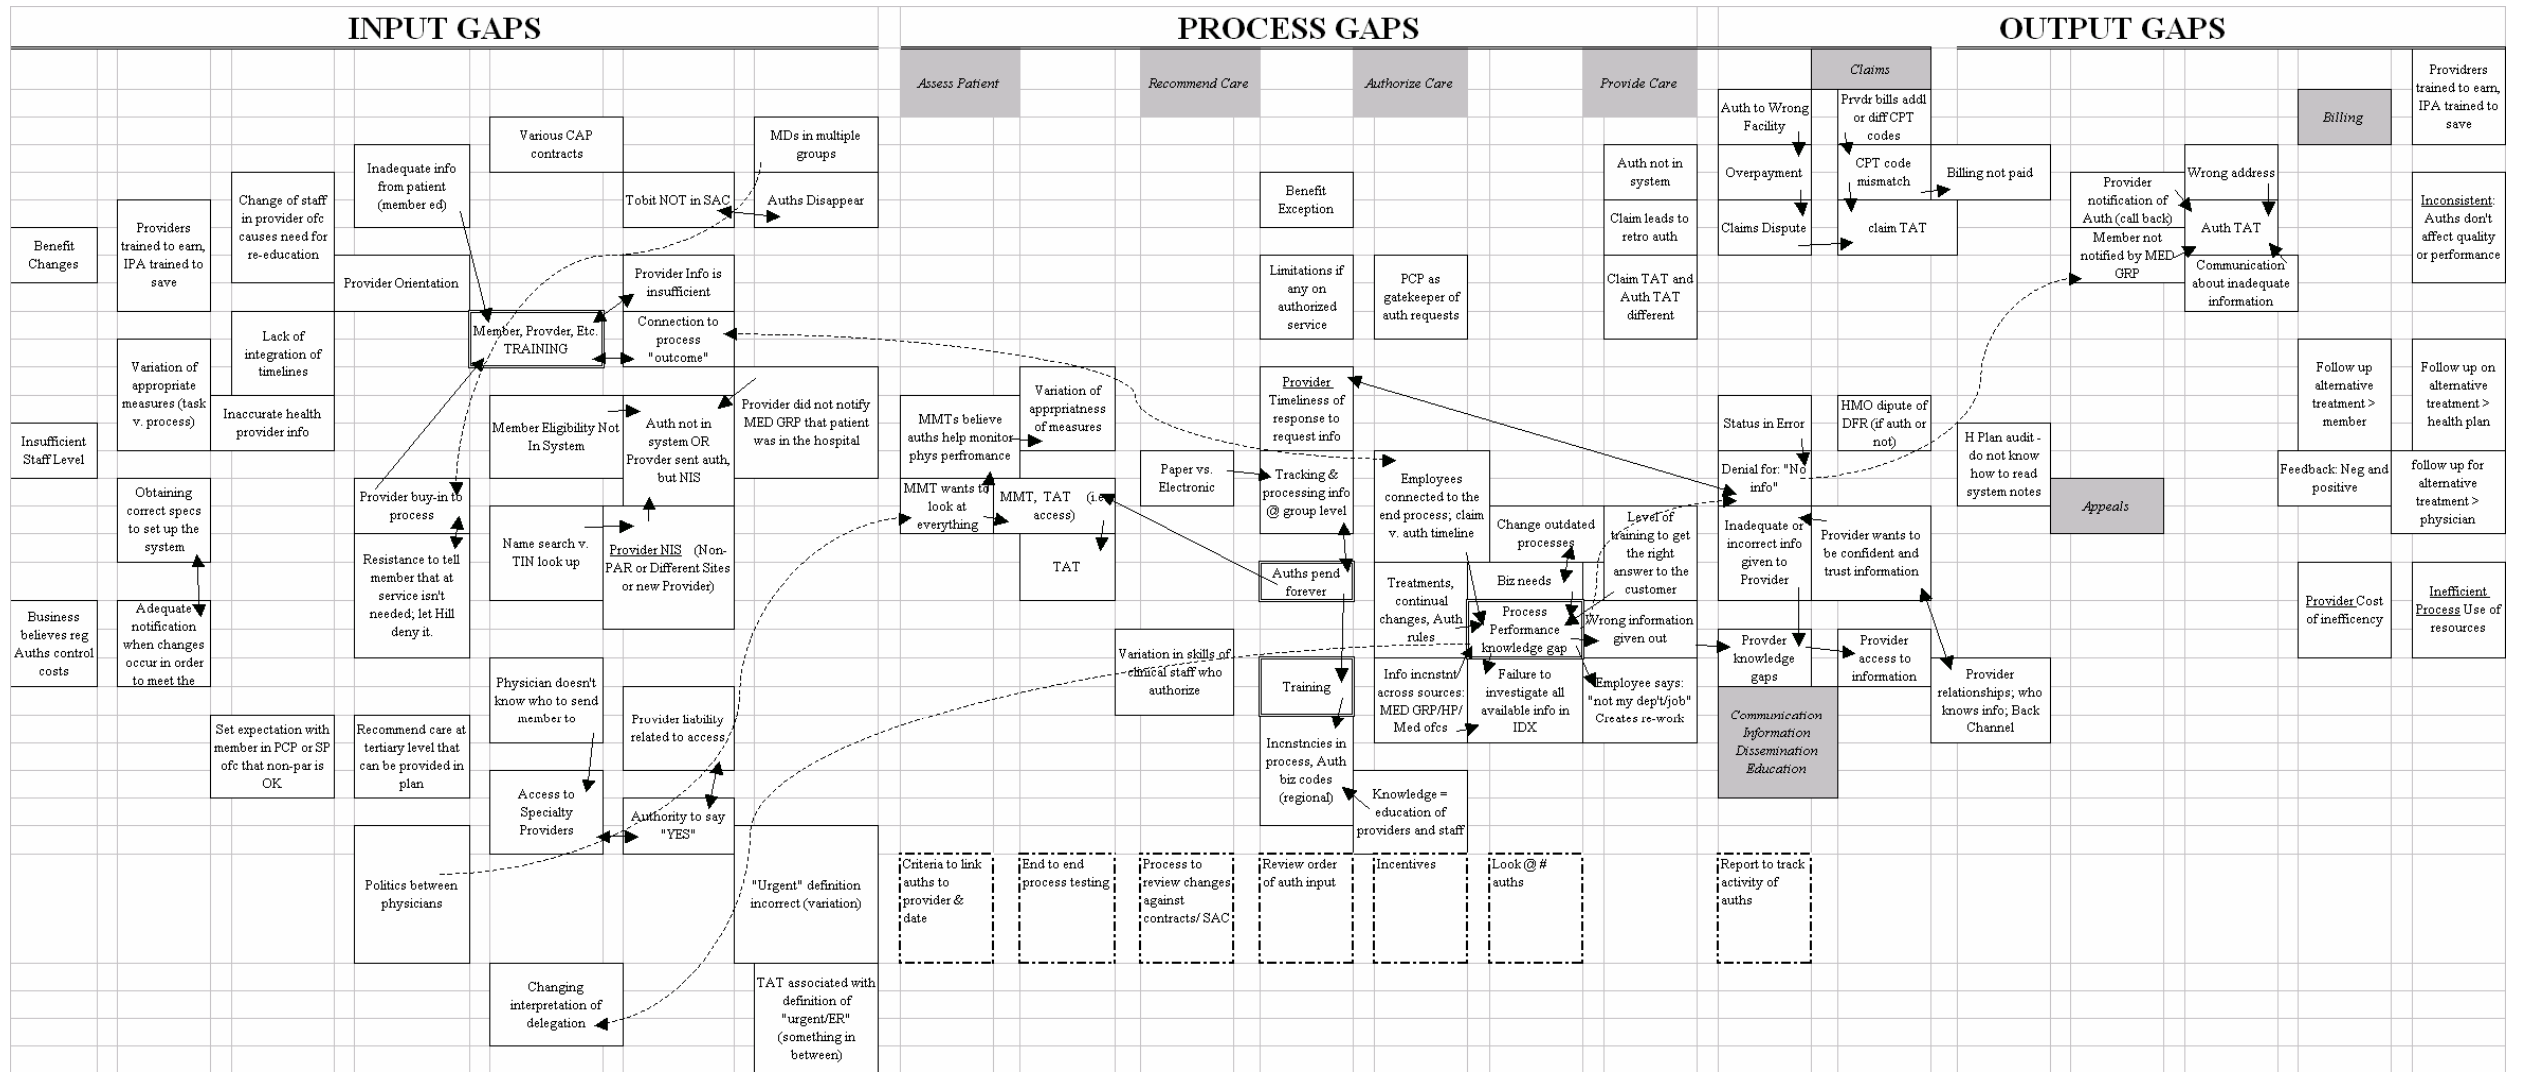 INPUT GAPS
PROCESS GAPS
OUTPUT GAPS
Benefit
Changes
Insufficient
Staff Level
Business
believes reg
Auths control
costs
Providers
trained to earn,
IPA trained to
save
Variation of
appropriate
measures (task
v. process)
Obtaining
correct specs
to set up the
system
Adequate
notification
when changes
occur in order
to meet the
Change of staff
in provider ofc
causes need for
re-education
Lack of
integration of
timelines
Inaccurate health
provider info
Set expectation with
member in PCP or SP
ofc that non-par is
OK
Inadequate info
from patient
(member ed)
Provider Orientation
Provider buy-in to
process
Resistance to tell
member that at
service isn't
needed; let Hill
deny it.
Recommend care at
tertiary level that
can be provided in
plan
Politics between
physicians
Various CAP
contracts
Member, Provder, Etc.
TRAINING
Member Eligibility Not
In System
Name search v.
TIN look up
Physician doesn't
know who to send
member to
Access to
Specialty
Providers
Changing
interpretation of
delegation
Tobit NOT in SAC
Provider Info is
insufficient
Connection to
process
"outcome"
Auth not in
system OR
Provder sent auth,
but NIS
Provider NIS (Non-
PAR or Different Sites
or new Provider)
Provider liability
related to access
Authority to say
"YES"
MDs in multiple
groups
Auths Disappear
Provider did not notify
MED GRP that patient
was in the hospital
"Urgent" definition
incorrect (variation)
TAT associated with
definition of
"urgent/ER"
(something in
between)
Assess Patient
MMTs believe
auths help monitor
phys perfromance
MMT wants to
look at
everything
Variation of
apprpriatness
of measures
MMT, TAT (i.e.
access)
TAT
Recommend Care
Paper vs.
Electronic
Variation in skills of
clinical staff who
authorize
Benefit
Exception
Limitations if
any on
authorized
service
Provider
Timeliness of
response to
request info
Tracking &
processing info
@ group level
Auths pend
forever
Training
Incnstncies in
process, Auth
biz codes
(regional)
Authorize Care
PCP as
gatekeeper of
auth requests
Employees
connected to the
end process; claim
v. auth timeline
Treatments,
continual
changes, Auth
rules
Info incnstnt
across sources:
MED GRP/HP/
Med ofcs
Knowledge =
education of
providers and staff
Change outdated
processes
Biz needs
Process
Performance
knowledge gap
Failure to
investigate all
available info in
IDX
Provide Care
Auth not in
system
Claim leads to
retro auth
Claim TAT and
Auth TAT
different
Level of
training to get
the right
answer to the
customer
Wrong information
given out
Employee says:
"not my dep't/job"
Creates re-work
Criteria to link
auths to
provider &
date
End to end
process testing
Process to
review changes
against
contracts/ SAC
Review order
of auth input
Incentives
Look @ #
auths
Report to track
activity of
auths
Claims
Auth to Wrong
Facility
Overpayment
Claims Dispute
Prvdr bills addl
or diff CPT
codes
CPT code
mismatch
claim TAT
Billing not paid
Status in Error
Denial for: "No
info"
Inadequate or
incorrect info
given to
Provider
Provder
knowledge
gaps
Communication
Information
Dissemination
Education
HMO dipute of
DFR (if auth or
not)
Provider wants to
be confident and
trust information
Provider
access to
information
H Plan audit -
do not know
how to read
system notes
Provider
relationships; who
knows info; Back
Channel
Appeals
Provider
notification of
Auth (call back)
Member not
notified by MED
GRP
Wrong address
Auth TAT
Communication
about inadequate
information
Billing
Follow up
alternative
treatment >
member
Feedback: Neg and
positive
Provider Cost
of inefficency
Providrers
trained to earn,
IPA trained to
save
Inconsistent:
Auths don't
affect quality
or performance
Follow up on
alternative
treatment >
health plan
follow up for
alternative
treatment >
physician
Inefficient
Process Use of
resources